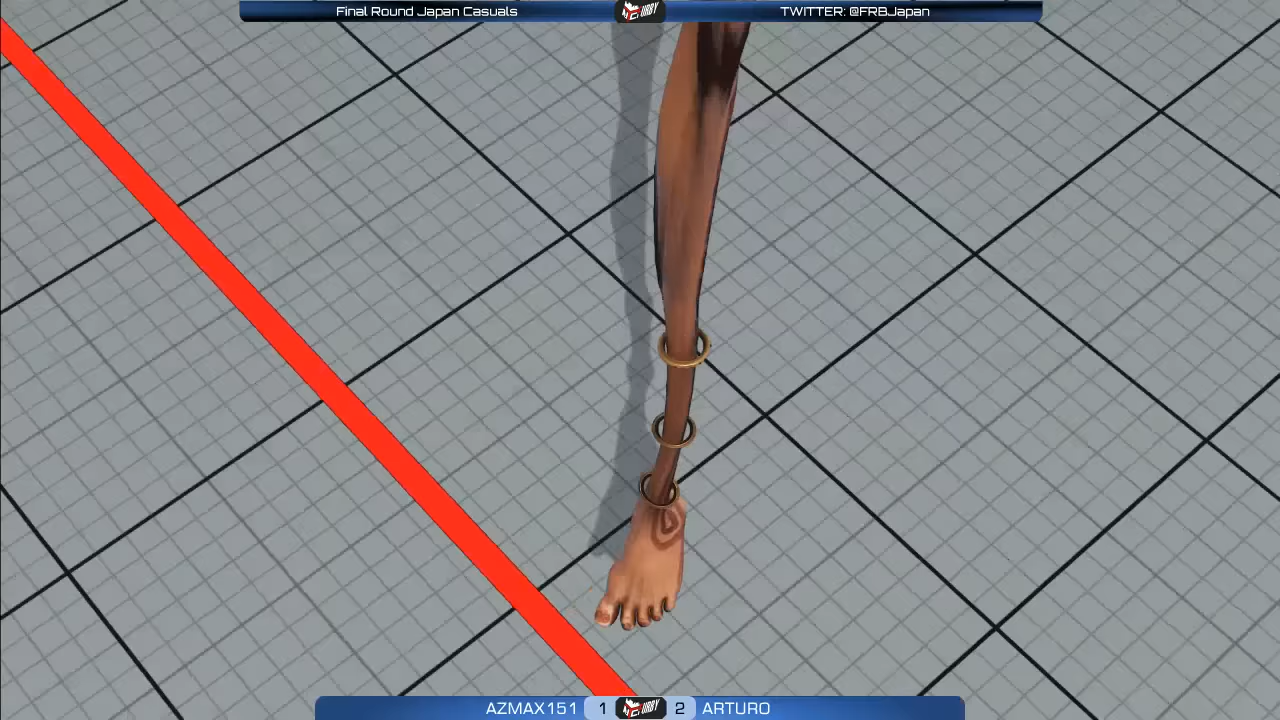 Final Round Japan Casuals
TWITTER: @FRBJapan
AZMAX151 1 2 ARTURO